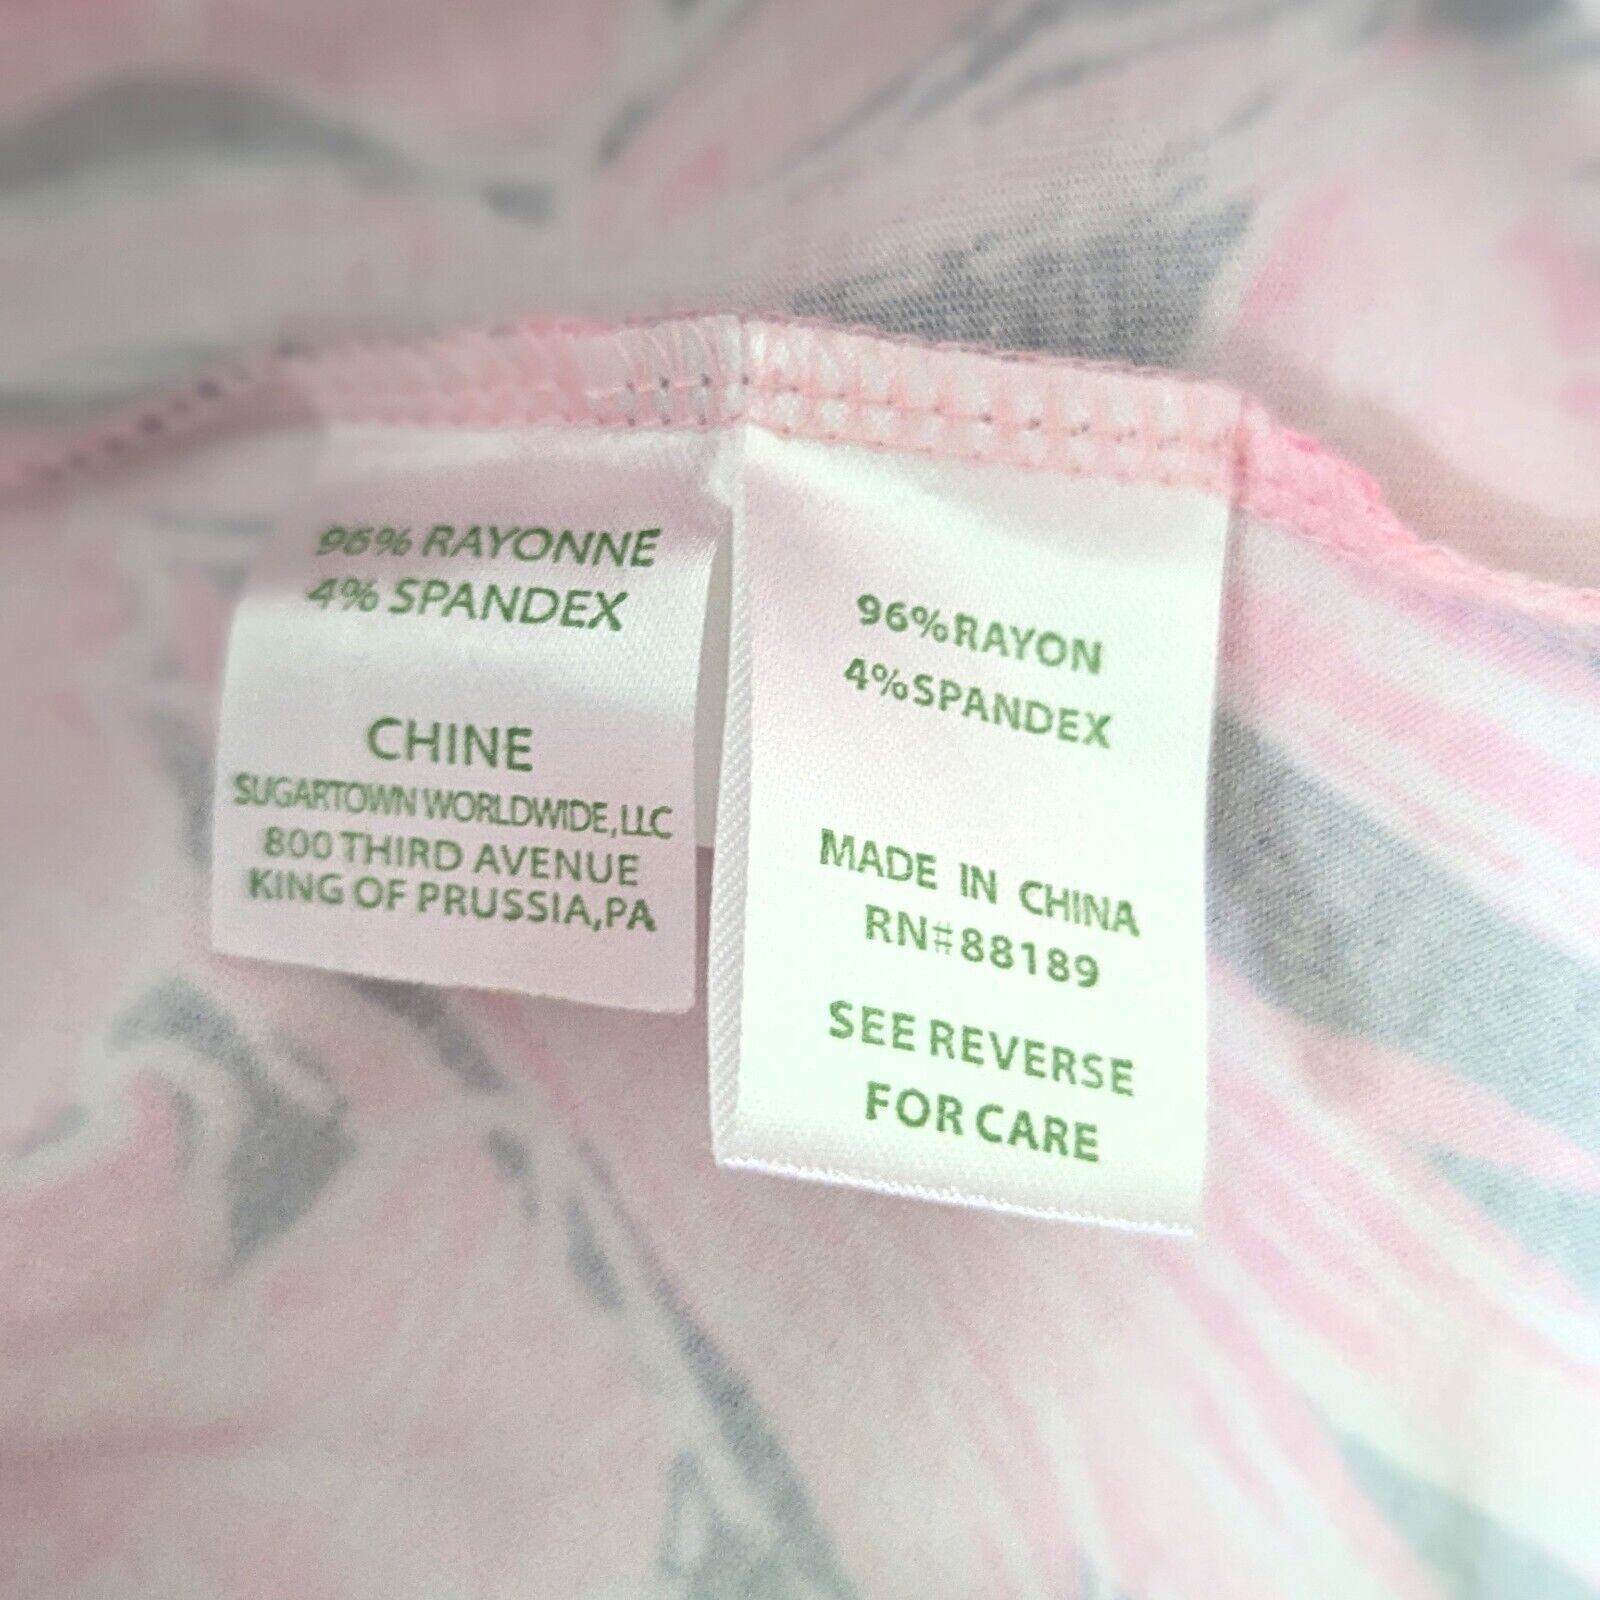 96% RAYONNE
4% SPANDEX
CHINE
SUGARTOWN WORLDWIDE, LLC
800 THIRD AVENUE
KING OF PRUSSIA, PA
96% RAYON
4% SPANDEX
MADE IN CHINA
RN# 88189
SEE REVERSE
FOR CARE